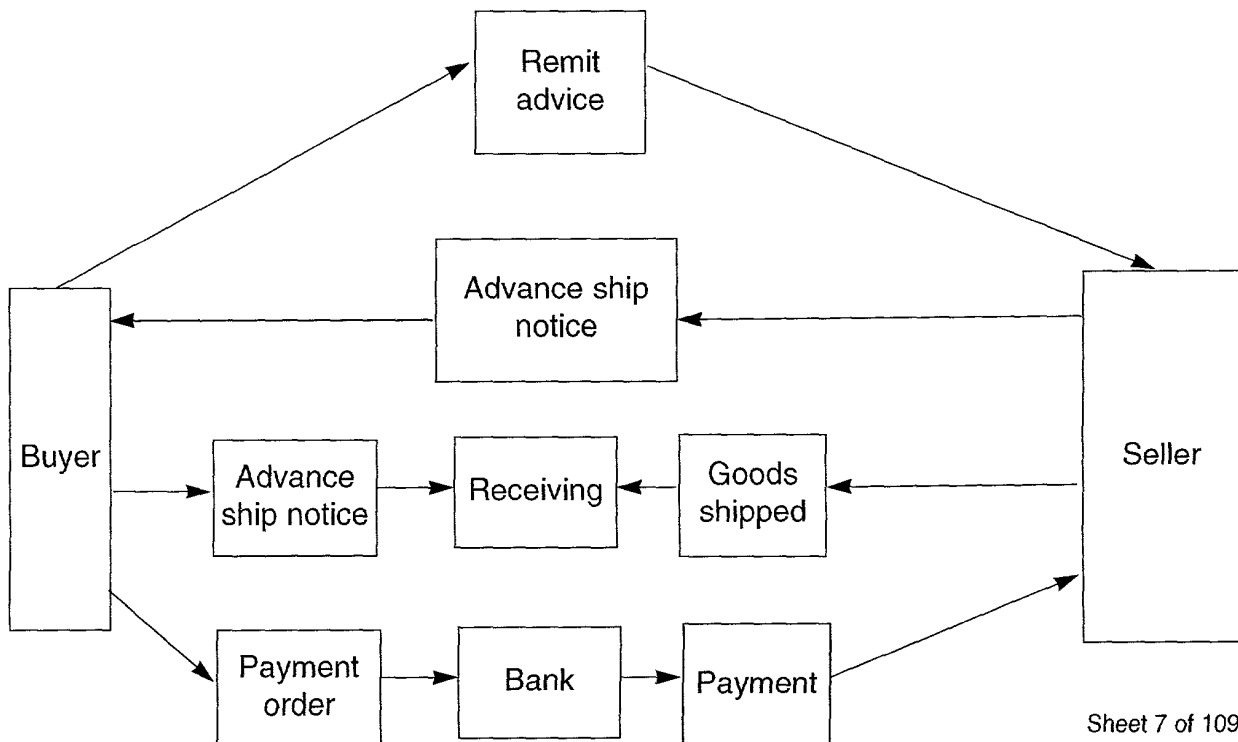 Remit
advice
Advance ship
notice
Buyer
Advance
ship notice
Receiving
Goods
shipped
Seller
Payment
order
Bank
Payment
Sheet 7 of 109